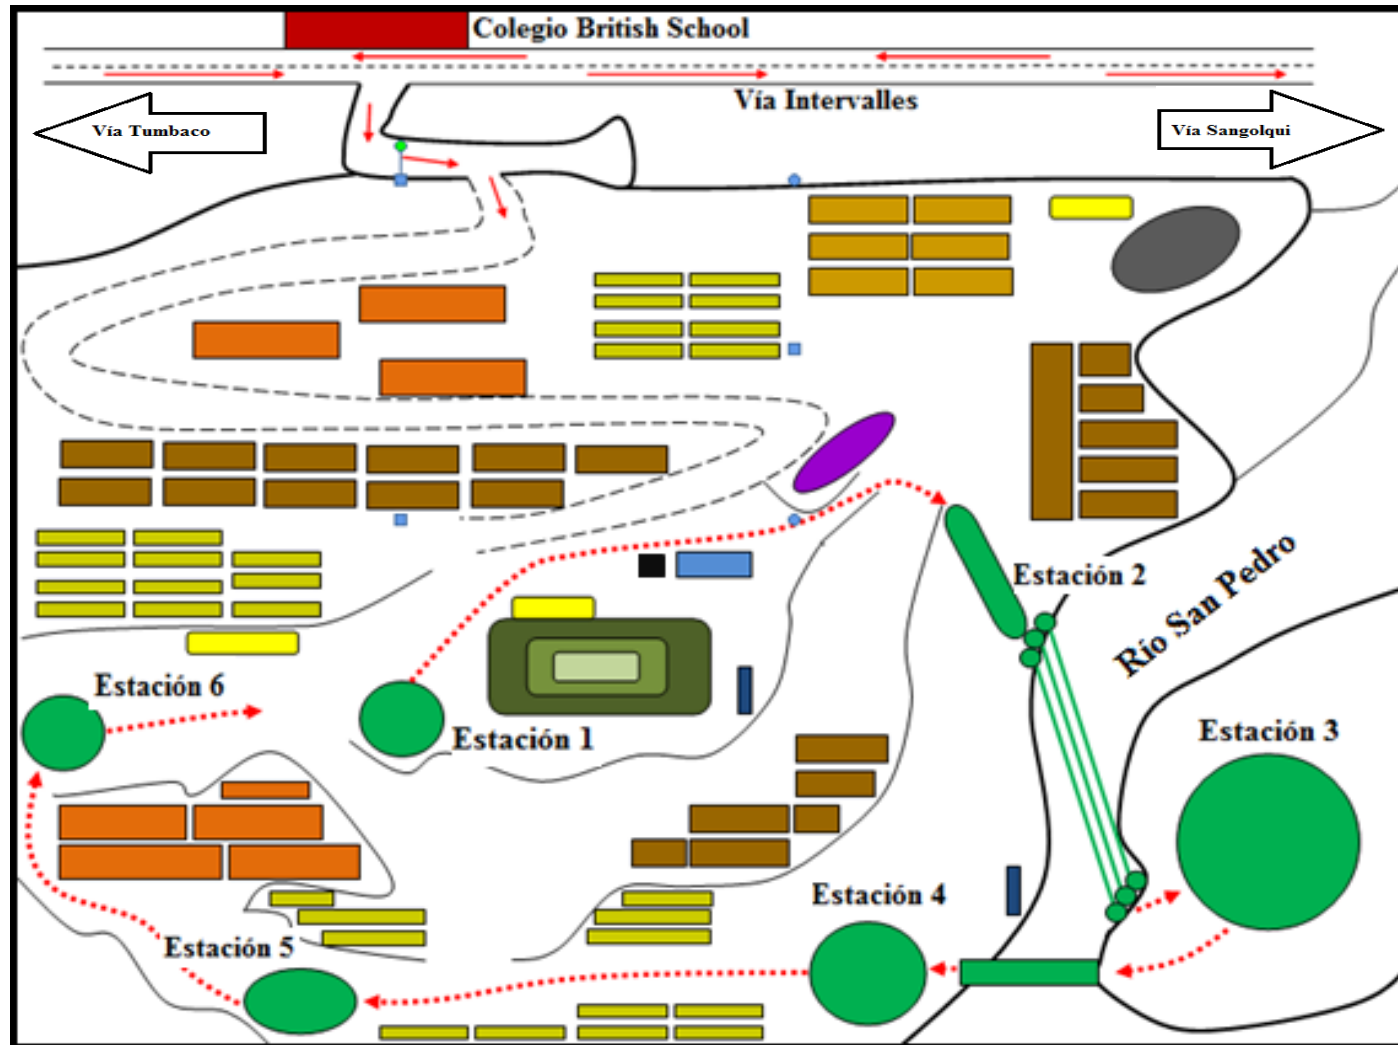 Colegio British School
Vía Intervalles
Vía Tumbaco
Vía Sangolqui
Estación 2
Río San Pedro
Estación 6
Estación 1
Estación 3
Estación 4
Estación 5